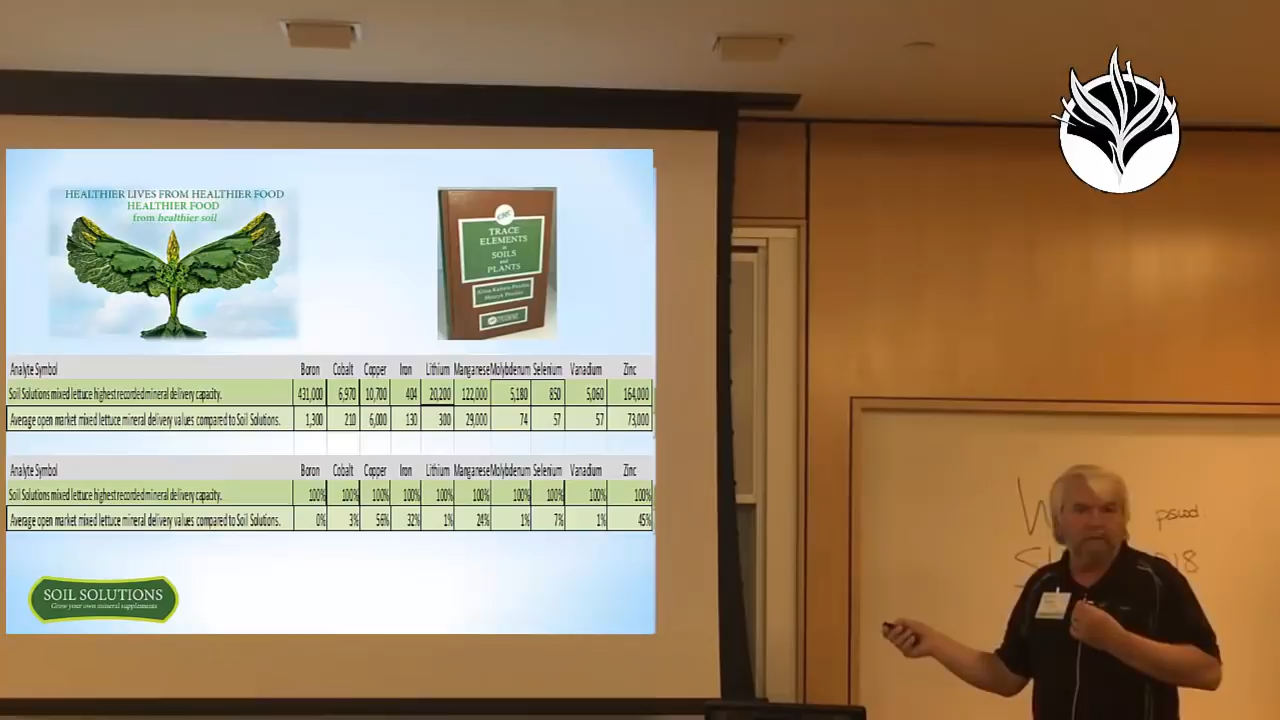 HEALTHIER LIVES FROM HEALTHIER FOOD
HEALTHIER FOOD
from healthier soil
CRC
TRACE
ELEMENTS
in
SOILS
and
PLANTS
Analyte Symbol Boron Cobalt Copper Iron Lithium Manganese Molybdenum Selenium Vanadium Zinc
Soil Solutions mixed lettuce highest recorded mineral delivery capacity. 431,000 6,970 10,700 404 20,200 122,000 5,180 850 5,060 164,000
Average open market mixed lettuce mineral delivery values compared to Soil Solutions. 1,300 210 6,000 130 300 29,000 74 57 57 73,000
Analyte Symbol Boron Cobalt Copper Iron Lithium Manganese Molybdenum Selenium Vanadium Zinc
Soil Solutions mixed lettuce highest recorded mineral delivery capacity. 100% 100% 100% 100% 100% 100% 100% 100% 100% 100%
Average open market mixed lettuce mineral delivery values compared to Soil Solutions. 0% 3% 56% 32% 1% 24% 1% 7% 1% 45%
SOIL SOLUTIONS
Grow your own mineral supplements